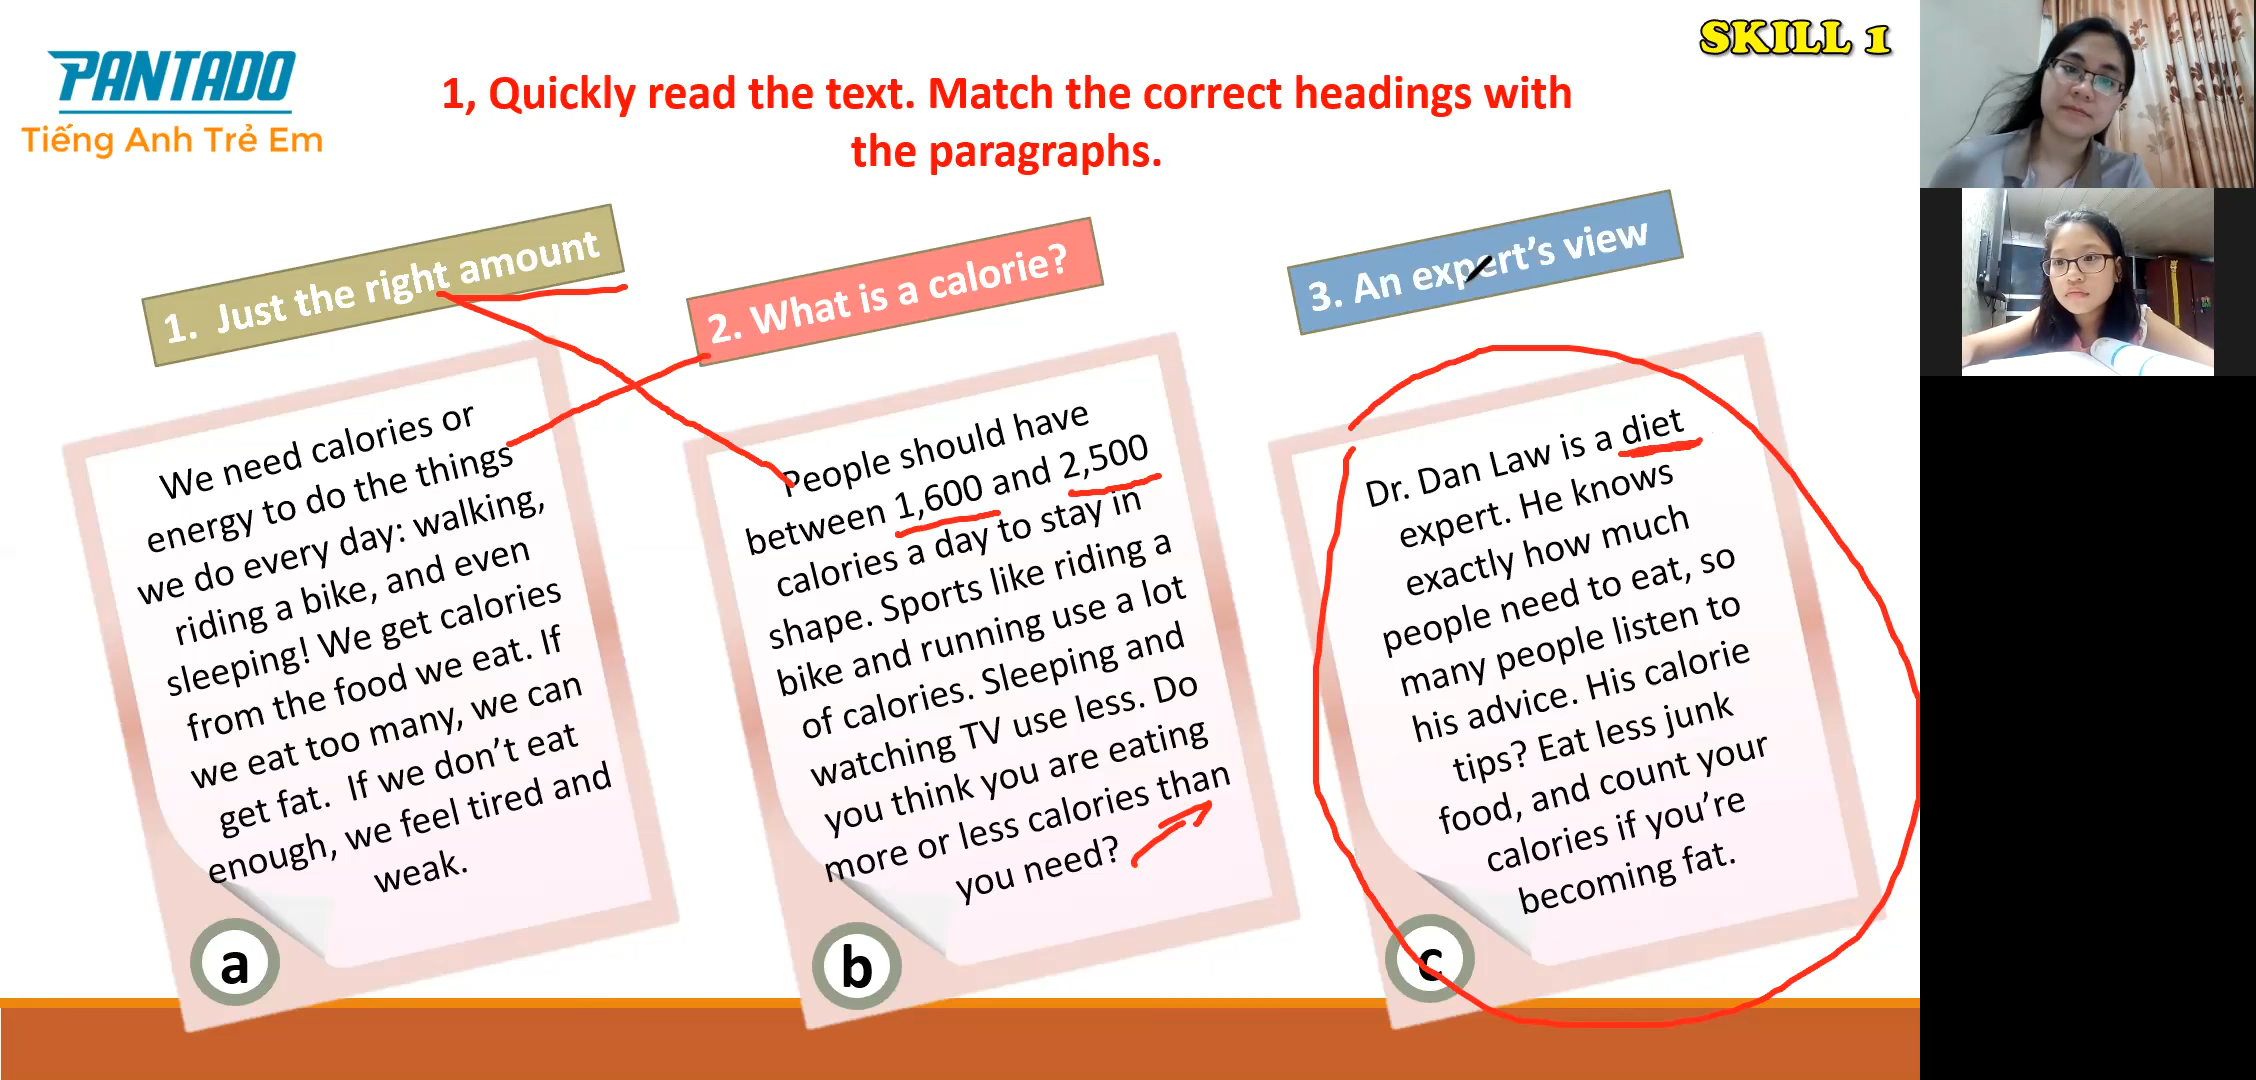 SKILL 1
PANTADO
Tiếng Anh Trẻ Em
1, Quickly read the text. Match the correct headings with
the paragraphs.
1. Just the right amount
We need calories or
energy to do the things
we do every day: walking,
riding a bike, and even
sleeping! We get calories
from the food we eat. If
we eat too many, we can
get fat. If we don't eat
enough, we feel tired and
weak.
a
2. What is a calorie?
People should have
between 1,600 and 2,500
calories a day to stay in
shape. Sports like riding a
bike and running use a lot
of calories. Sleeping and
watching TV use less. Do
you think you are eating
more or less calories than
you need?
b
3. An expert's view
Dr. Dan Law is a diet
expert. He knows
exactly how much
people need to eat, so
many people listen to
his advice. His calorie
tips? Eat less junk
food, and count your
calories if you're
becoming fat.
c